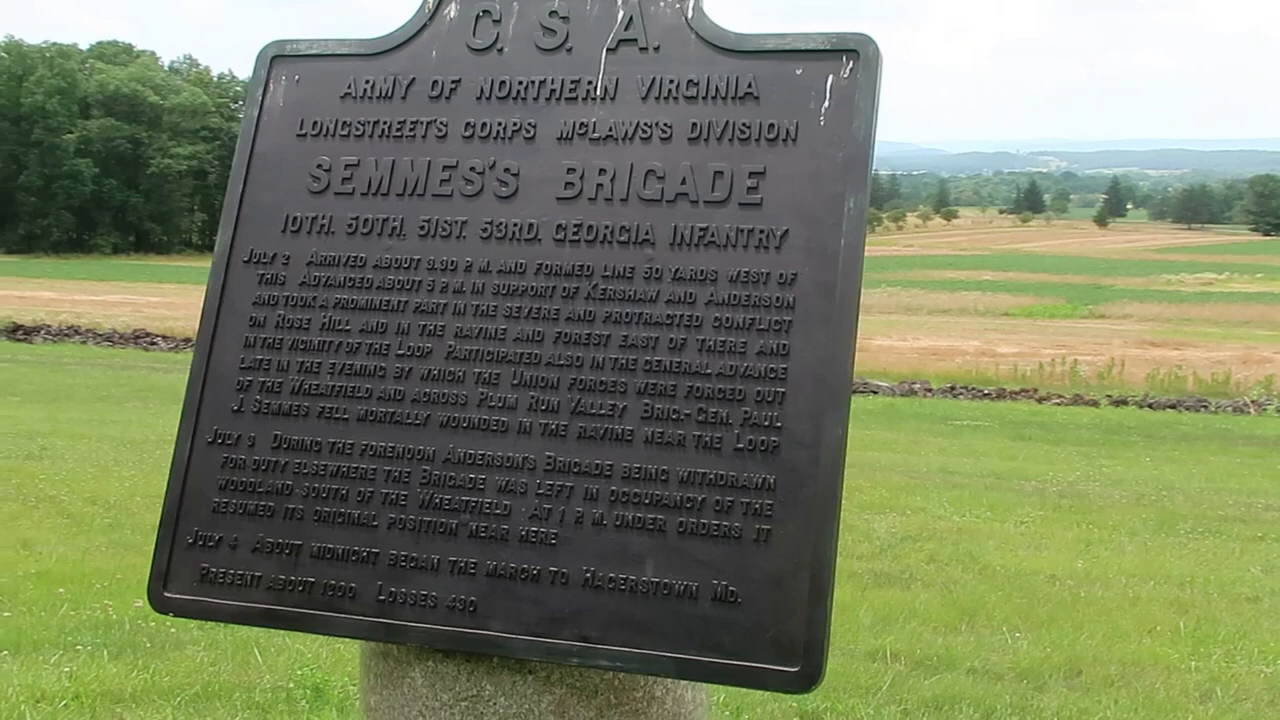 C. S. A.
ARMY OF NORTHERN VIRGINIA
LONGSTREET'S CORPS McLAWS'S DIVISION
SEMMES'S BRIGADE
10TH. 50TH. 51ST. 53RD. GEORGIA INFANTRY
JULY 2 ARRIVED ABOUT 3.30 P. M. AND FORMED LINE 50 YARDS WEST OF
THIS ADVANCED ABOUT 5 P. M. IN SUPPORT OF KERSHAW AND ANDERSON
AND TOOK A PROMINENT PART IN THE SEVERE AND PROTRACTED CONFLICT
ON ROSE HILL AND IN THE RAVINE AND FOREST EAST OF THERE AND
IN THE VICINITY OF THE LOOP PARTICIPATED ALSO IN THE GENERAL ADVANCE
LATE IN THE EVENING BY WHICH THE UNION FORCES WERE FORCED OUT
OF THE WHEATFIELD AND ACROSS PLUM RUN VALLEY BRIG.-GEN. PAUL
J. SEMMES FELL MORTALLY WOUNDED IN THE RAVINE NEAR THE LOOP
JULY 3 DURING THE FORENOON ANDERSON'S BRIGADE BEING WITHDRAWN
FOR DUTY ELSEWHERE THE BRIGADE WAS LEFT IN OCCUPANCY OF THE
WOODLAND SOUTH OF THE WHEATFIELD AT 1 P. M. UNDER ORDERS IT
RESUMED ITS ORIGINAL POSITION NEAR HERE
JULY 4 ABOUT MIDNIGHT BEGAN THE MARCH TO HAGERSTOWN MD.
PRESENT ABOUT 1200 LOSSES 430